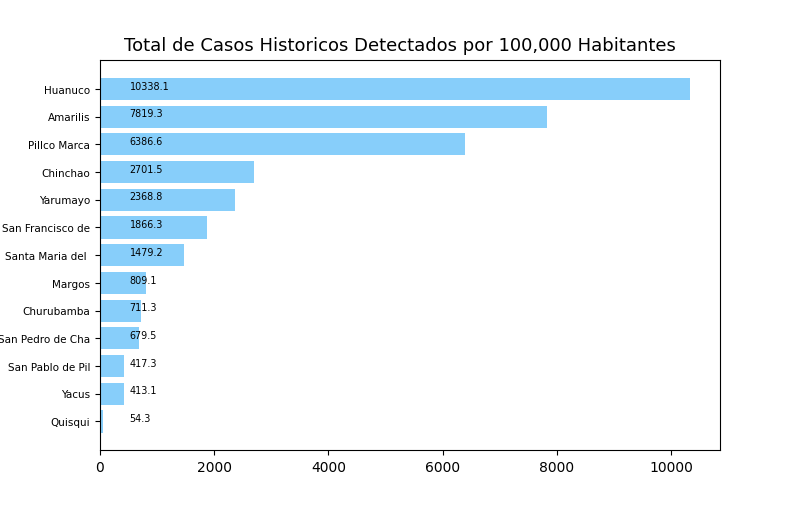 Total de Casos Historicos Detectados por 100,000 Habitantes
Huanuco 10338.1
Amarilis 7819.3
Pillco Marca 6386.6
Chinchao 2701.5
Yarumayo 2368.8
San Francisco de 1866.3
Santa Maria del 1479.2
Margos 809.1
Churubamba 711.3
San Pedro de Cha 679.5
San Pablo de Pil 417.3
Yacus 413.1
Quisqui 54.3
0 2000 4000 6000 8000 10000